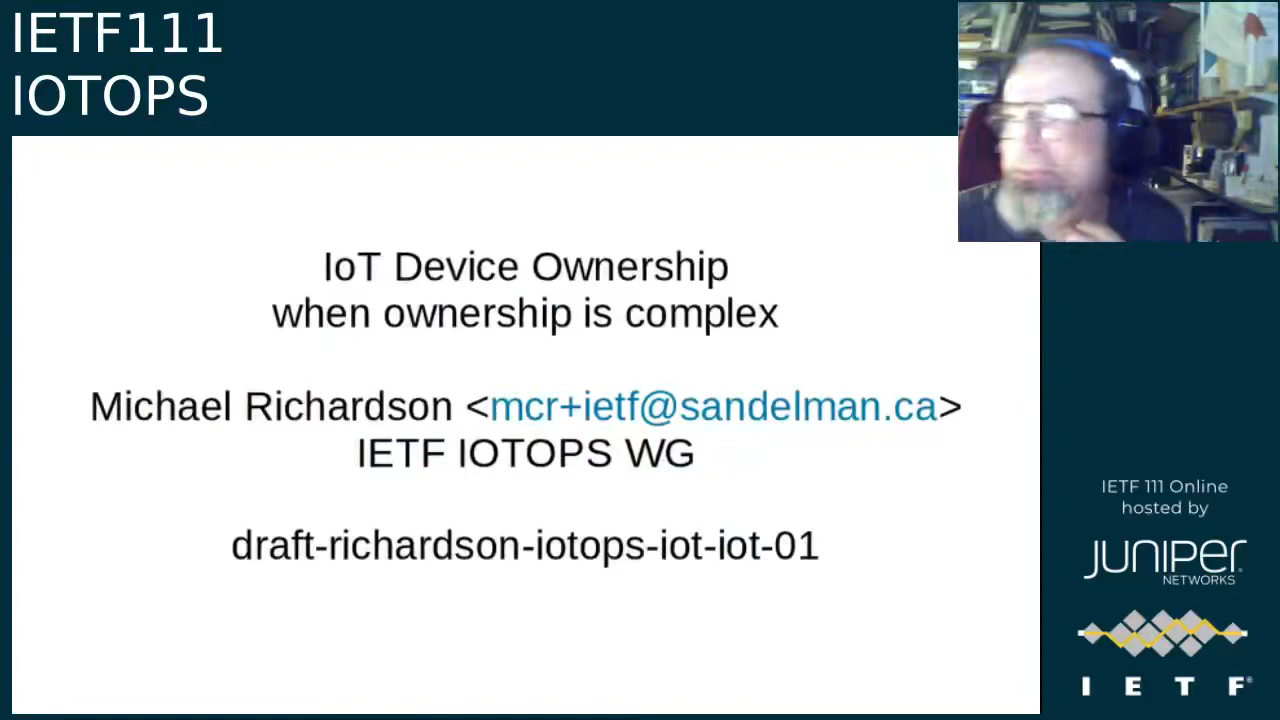 IETF111
IOTOPS
IoT Device Ownership
when ownership is complex
Michael Richardson <mcr+ietf@sandelman.ca>
IETF IOTOPS WG
draft-richardson-iotops-iot-iot-01
IETF 111 Online
hosted by
JUNIPER
NETWORKS
I E T F®